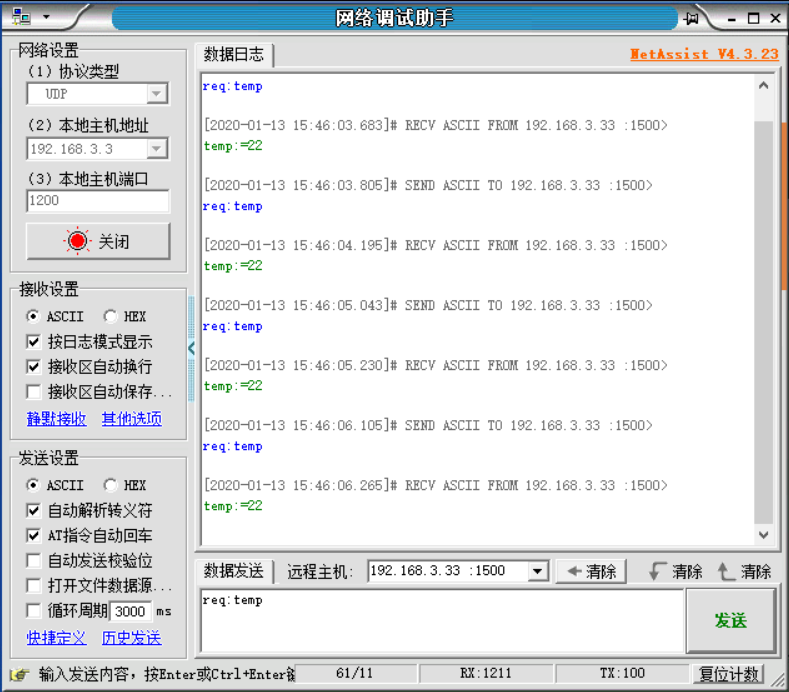 网络调试助手
网络设置
(1) 协议类型
UDP
(2) 本地主机地址
192.168.3.3
(3) 本地主机端口
1200
关闭
接收设置
ASCII HEX
按日志模式显示
接收区自动换行
接收区自动保存...
静默接收 其他选项
发送设置
ASCII HEX
自动解析转义符
AT指令自动回车
自动发送校验位
打开文件数据源...
循环周期 3000 ms
快捷定义 历史发送
数据日志 NetAssist V4.3.23
req:temp
[2020-01-13 15:46:03.683]# RECV ASCII FROM 192.168.3.33 :1500>
temp:=22
[2020-01-13 15:46:03.805]# SEND ASCII TO 192.168.3.33 :1500>
req:temp
[2020-01-13 15:46:04.195]# RECV ASCII FROM 192.168.3.33 :1500>
temp:=22
[2020-01-13 15:46:05.043]# SEND ASCII TO 192.168.3.33 :1500>
req:temp
[2020-01-13 15:46:05.230]# RECV ASCII FROM 192.168.3.33 :1500>
temp:=22
[2020-01-13 15:46:06.105]# SEND ASCII TO 192.168.3.33 :1500>
req:temp
[2020-01-13 15:46:06.265]# RECV ASCII FROM 192.168.3.33 :1500>
temp:=22
数据发送 远程主机: 192.168.3.33 :1500 清除 清除 清除
req:temp
发送
输入发送内容, 按Enter或Ctrl+Enter 61/11 RX:1211 TX:100 复位计数